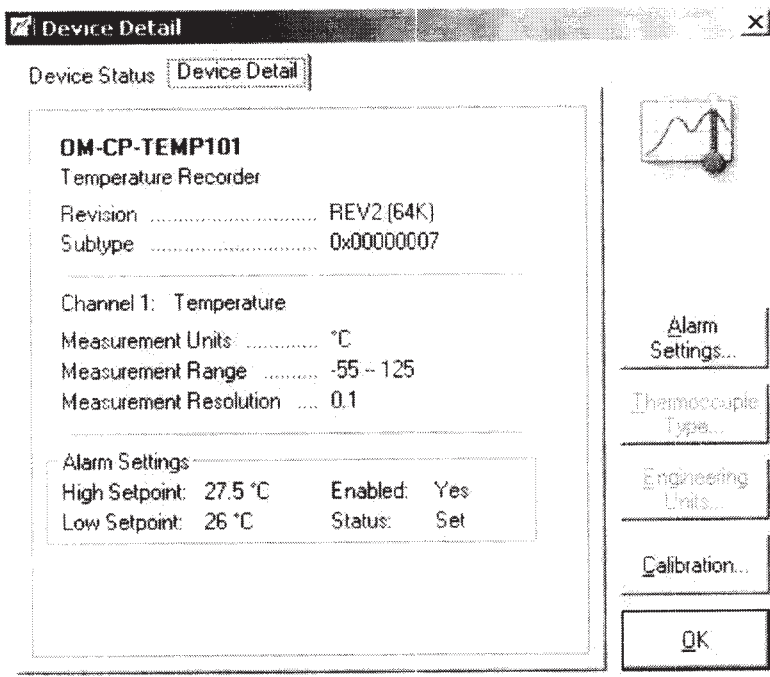 Device Detail
Device Status Device Detail
OM-CP-TEMP101
Temperature Recorder
Revision ............................ REV2 (64K)
Subtype ............................ 0x00000007
Channel 1: Temperature
Measurement Units ............ °C
Measurement Range ......... -55 -- 125
Measurement Resolution .... 0.1
Alarm Settings
High Setpoint: 27.5 °C Enabled: Yes
Low Setpoint: 26 °C Status: Set
Alarm
Settings...
Thermocouple
Type...
Engineering
Units...
Calibration...
OK